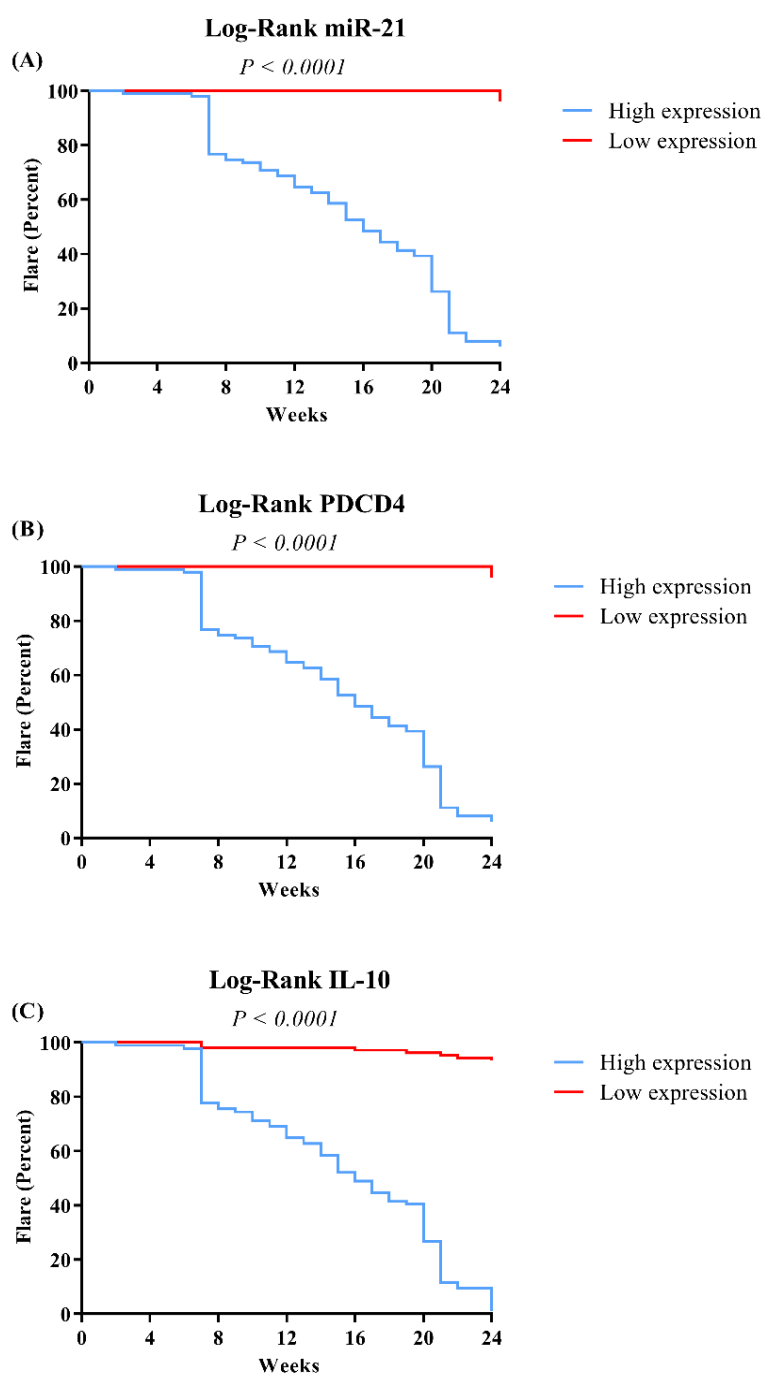 Log-Rank miR-21
(A)
P < 0.0001
100
80
60
40
20
0
Flare (Percent)
0 4 8 12 16 20 24
Weeks
High expression
Low expression
Log-Rank PDCD4
(B)
P < 0.0001
100
80
60
40
20
0
Flare (Percent)
0 4 8 12 16 20 24
Weeks
High expression
Low expression
Log-Rank IL-10
(C)
P < 0.0001
100
80
60
40
20
0
Flare (Percent)
0 4 8 12 16 20 24
Weeks
High expression
Low expression